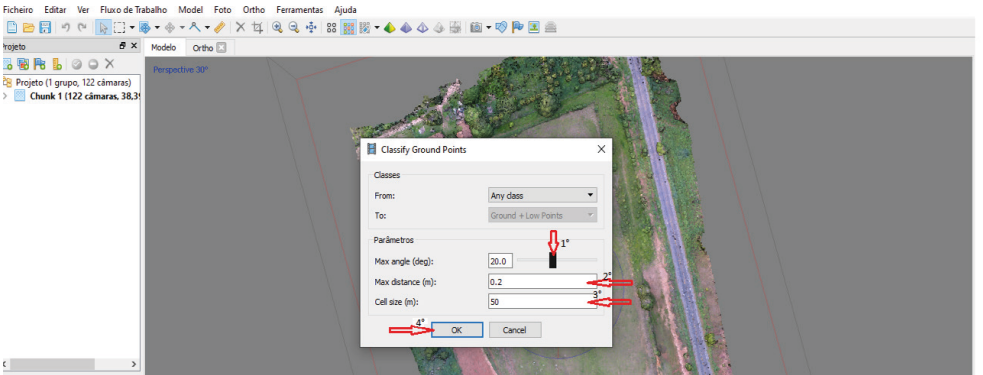 Ficheiro Editar Ver Fluxo de Trabalho Model Foto Ortho Ferramentas Ajuda
Projeto
Modelo Ortho
Perspective 30°
Projeto (1 grupo, 122 câmaras)
Chunk 1 (122 câmaras, 38,39
Classify Ground Points
Classes
From: Any class
To: Ground + Low Points
Parâmetros
1°
Max angle (deg): 20.0
Max distance (m): 0.2 2°
Cell size (m): 50 3°
4° OK Cancel